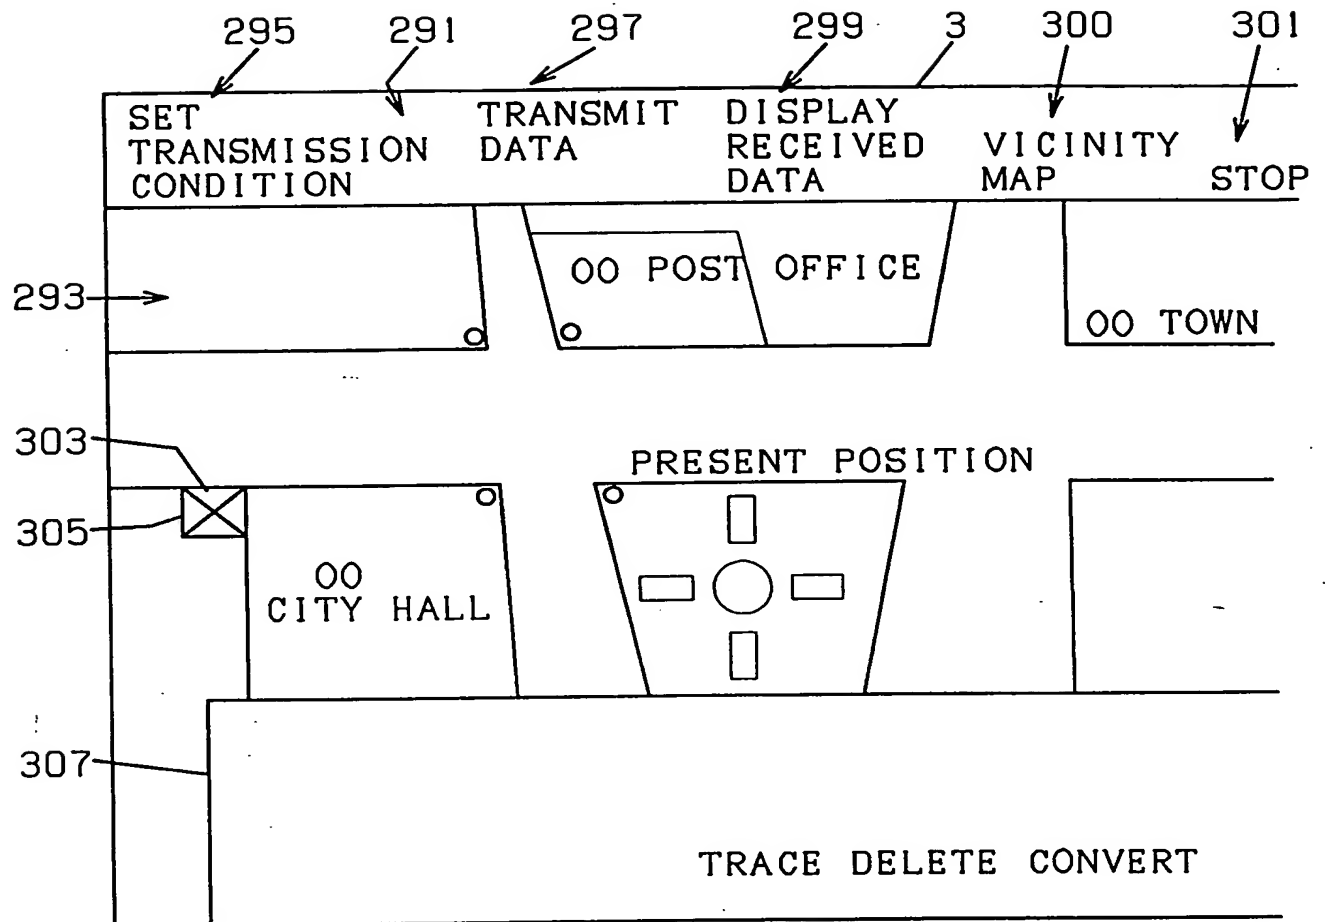 295 291 297 299 3 300 301
SET TRANSMIT DISPLAY
TRANSMISSION DATA RECEIVED VICINITY
CONDITION DATA MAP STOP
OO POST OFFICE
293
OO TOWN
303
PRESENT POSITION
305
OO
CITY HALL
307
TRACE DELETE CONVERT